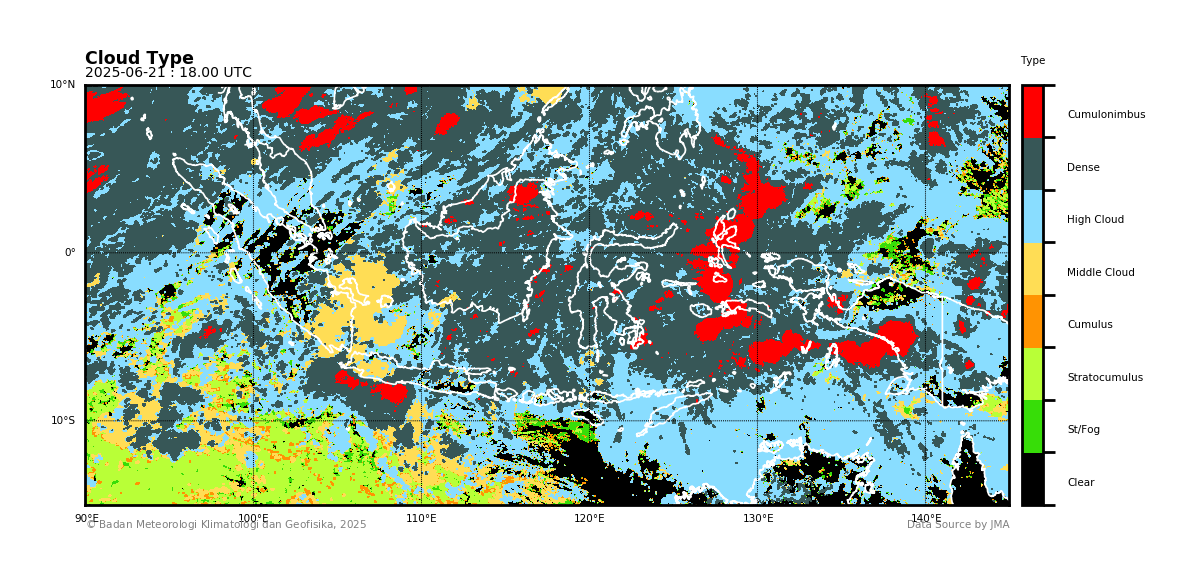 Cloud Type
2025-06-21 : 18.00 UTC
Type
10°N
0°
10°S
90°E
100°E
110°E
120°E
130°E
140°E
Cumulonimbus
Dense
High Cloud
Middle Cloud
Cumulus
Stratocumulus
St/Fog
Clear
© Badan Meteorologi Klimatologi dan Geofisika, 2025
Data Source by JMA